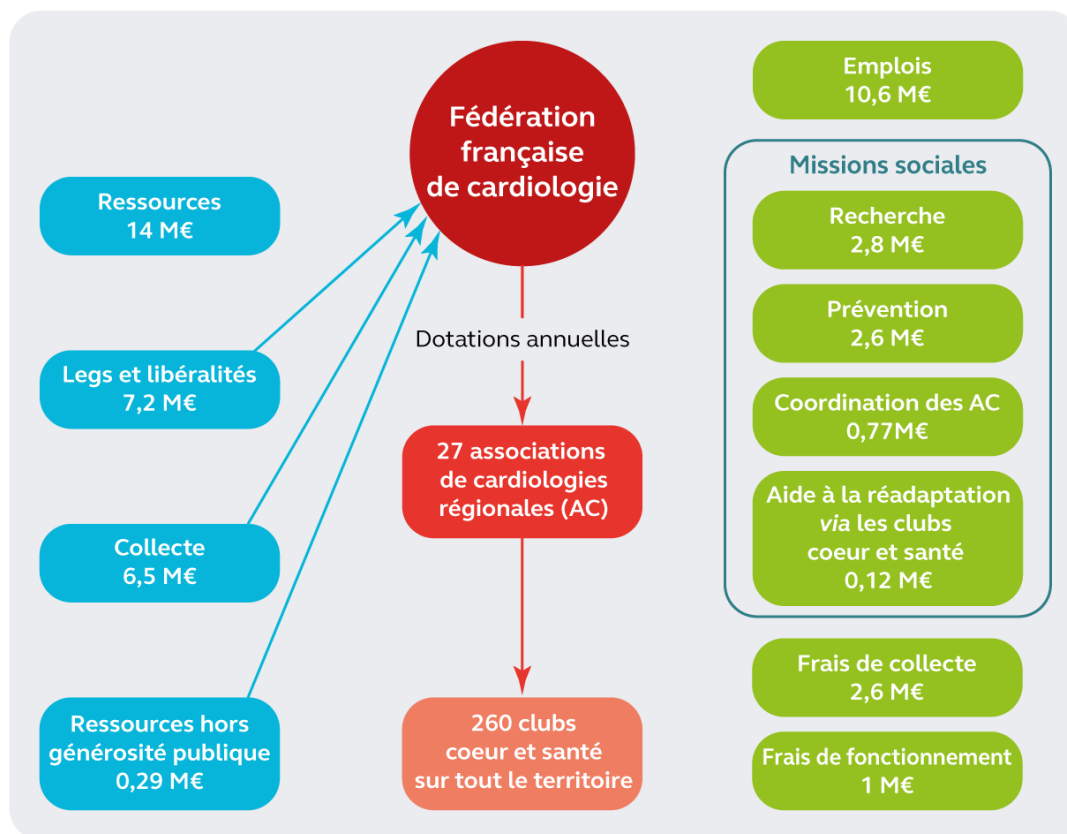 Fédération
française
de cardiologie
Ressources
14 M€
Legs et libéralités
7,2 M€
Collecte
6,5 M€
Ressources hors
générosité publique
0,29 M€
Dotations annuelles
27 associations
de cardiologies
régionales (AC)
260 clubs
coeur et santé
sur tout le territoire
Emplois
10,6 M€
Missions sociales
Recherche
2,8 M€
Prévention
2,6 M€
Coordination des AC
0,77M€
Aide à la réadaptation
via les clubs
coeur et santé
0,12 M€
Frais de collecte
2,6 M€
Frais de fonctionnement
1 M€